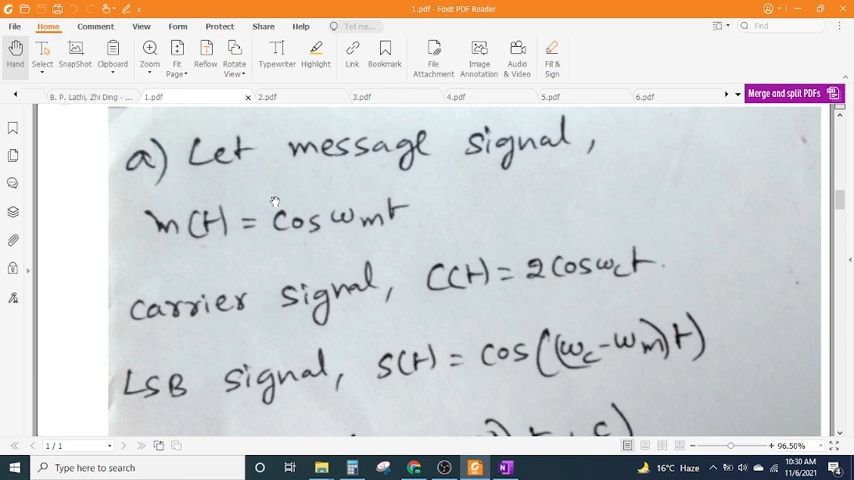 1.pdf - Foxit PDF Reader
File Home Comment View Form Protect Share Help Tell me... Find
Hand Select SnapShot Clipboard Zoom Fit Page Reflow Rotate View Typewriter Highlight Link Bookmark File Attachment Image Annotation Audio & Video Fill & Sign
B. P. Lathi, Zhi Ding - ... 1.pdf 2.pdf 3.pdf 4.pdf 5.pdf 6.pdf Merge and split PDFs
a) Let message signal,
m(t) = cos ωmt
carrier signal, C(t) = 2cosωct.
LSB signal, s(t) = cos((ωc-ωm)t)
1 / 1 96.50%
Type here to search 16°C Haze 10:30 AM
11/6/2021 4